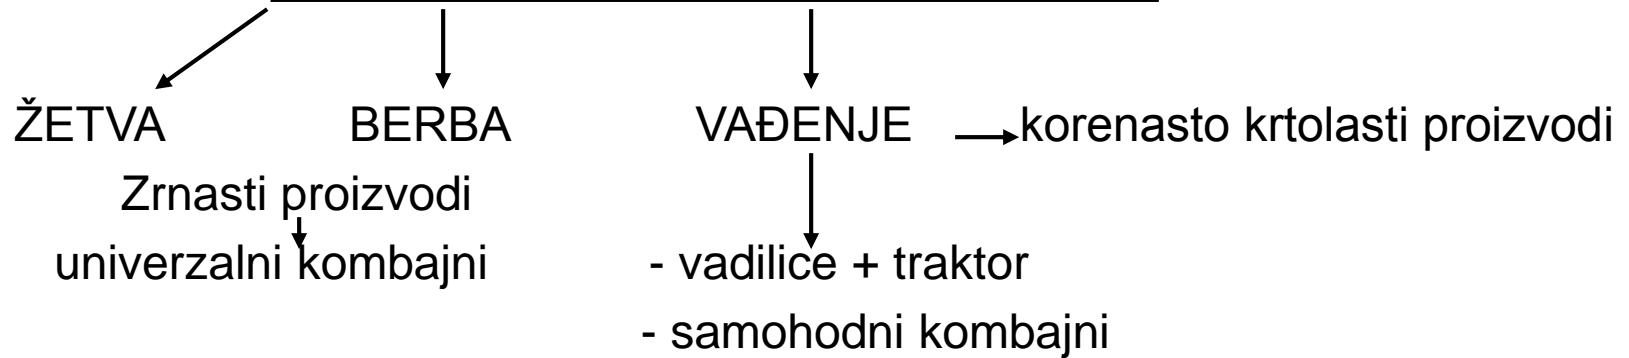 ŽETVA BERBA VAĐENJE korenasto krtolasti proizvodi
Zrnasti proizvodi
univerzalni kombajni - vadilice + traktor
- samohodni kombajni